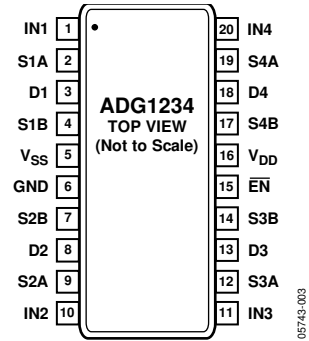 IN1 1 20 IN4
S1A 2 19 S4A
D1 3 18 D4
S1B 4 17 S4B
VSS 5 16 VDD
GND 6 15 EN
S2B 7 14 S3B
D2 8 13 D3
S2A 9 12 S3A
IN2 10 11 IN3
ADG1234
TOP VIEW
(Not to Scale)
05743-003